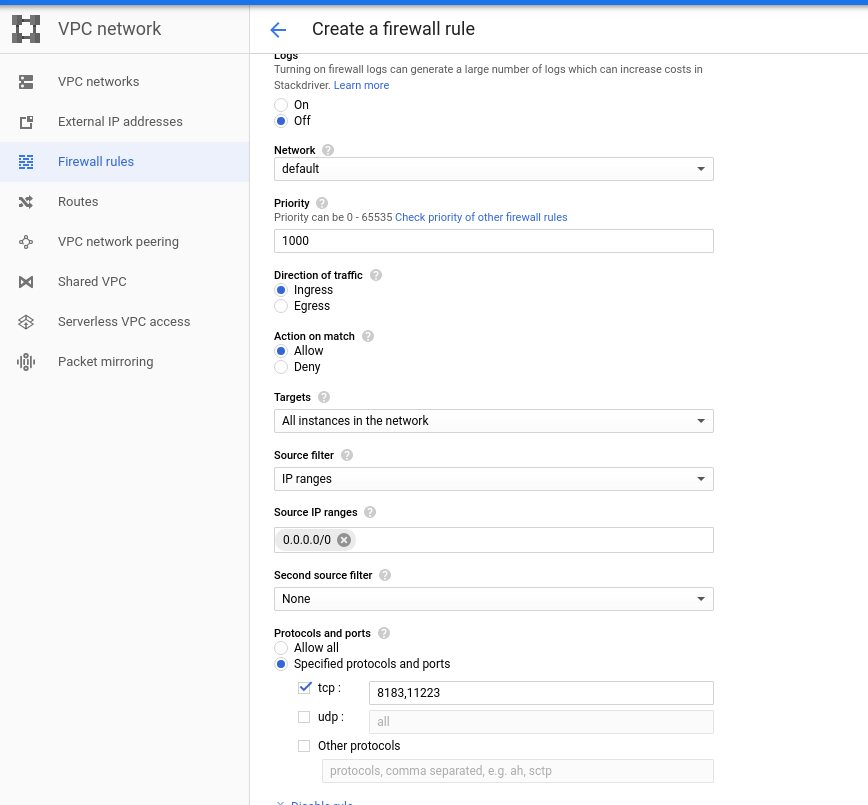 VPC network
Create a firewall rule
VPC networks
External IP addresses
Firewall rules
Routes
VPC network peering
Shared VPC
Serverless VPC access
Packet mirroring
Logs
Turning on firewall logs can generate a large number of logs which can increase costs in
Stackdriver. Learn more
On
Off
Network
default
Priority
Priority can be 0 - 65535 Check priority of other firewall rules
1000
Direction of traffic
Ingress
Egress
Action on match
Allow
Deny
Targets
All instances in the network
Source filter
IP ranges
Source IP ranges
0.0.0.0/0
Second source filter
None
Protocols and ports
Allow all
Specified protocols and ports
tcp : 8183,11223
udp : all
Other protocols
protocols, comma separated, e.g. ah, sctp
Disable rule